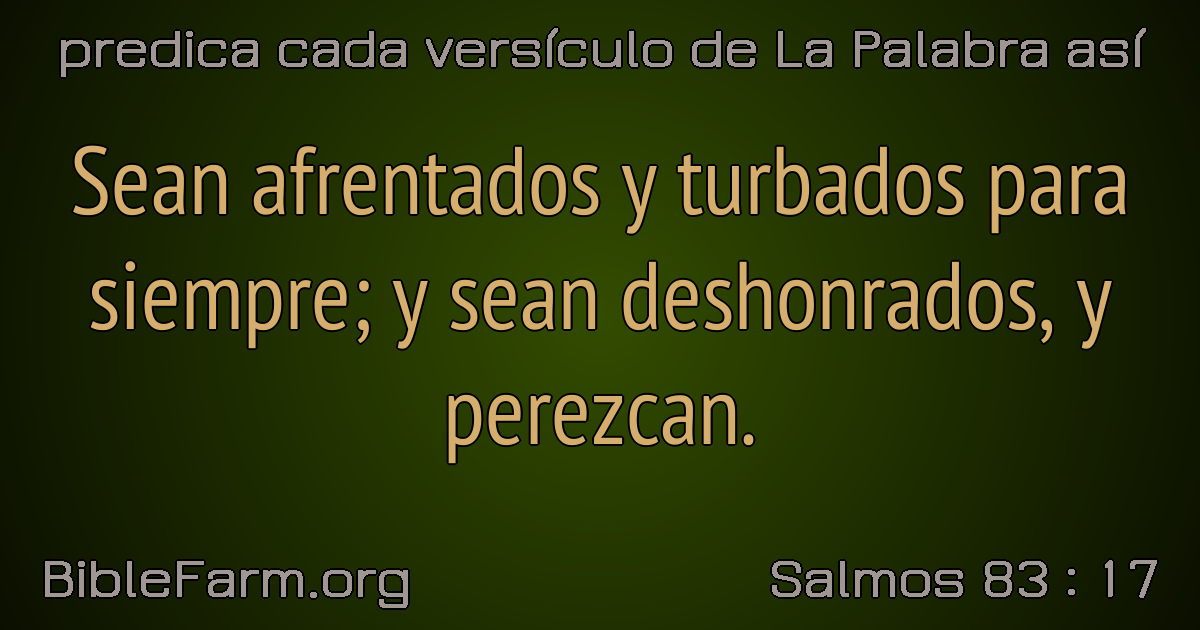 predica cada versículo de La Palabra así
Sean afrentados y turbados para
siempre; y sean deshonrados, y
perezcan.
BibleFarm.org
Salmos 83 : 17